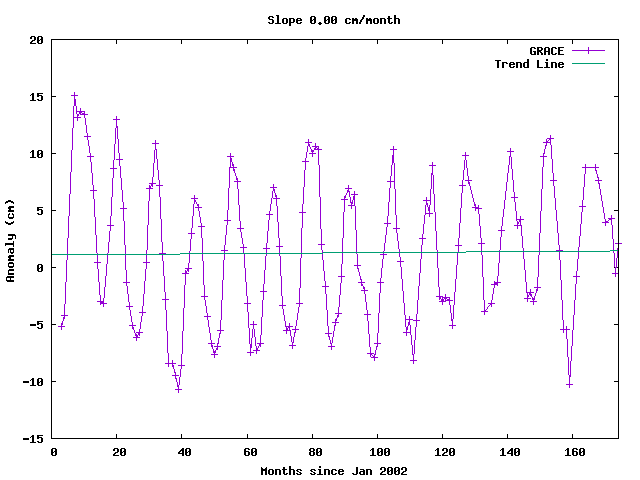 Slope 0.00 cm/month
GRACE
Trend Line
20
15
10
5
0
-5
-10
-15
Anomaly (cm)
0 20 40 60 80 100 120 140 160
Months since Jan 2002